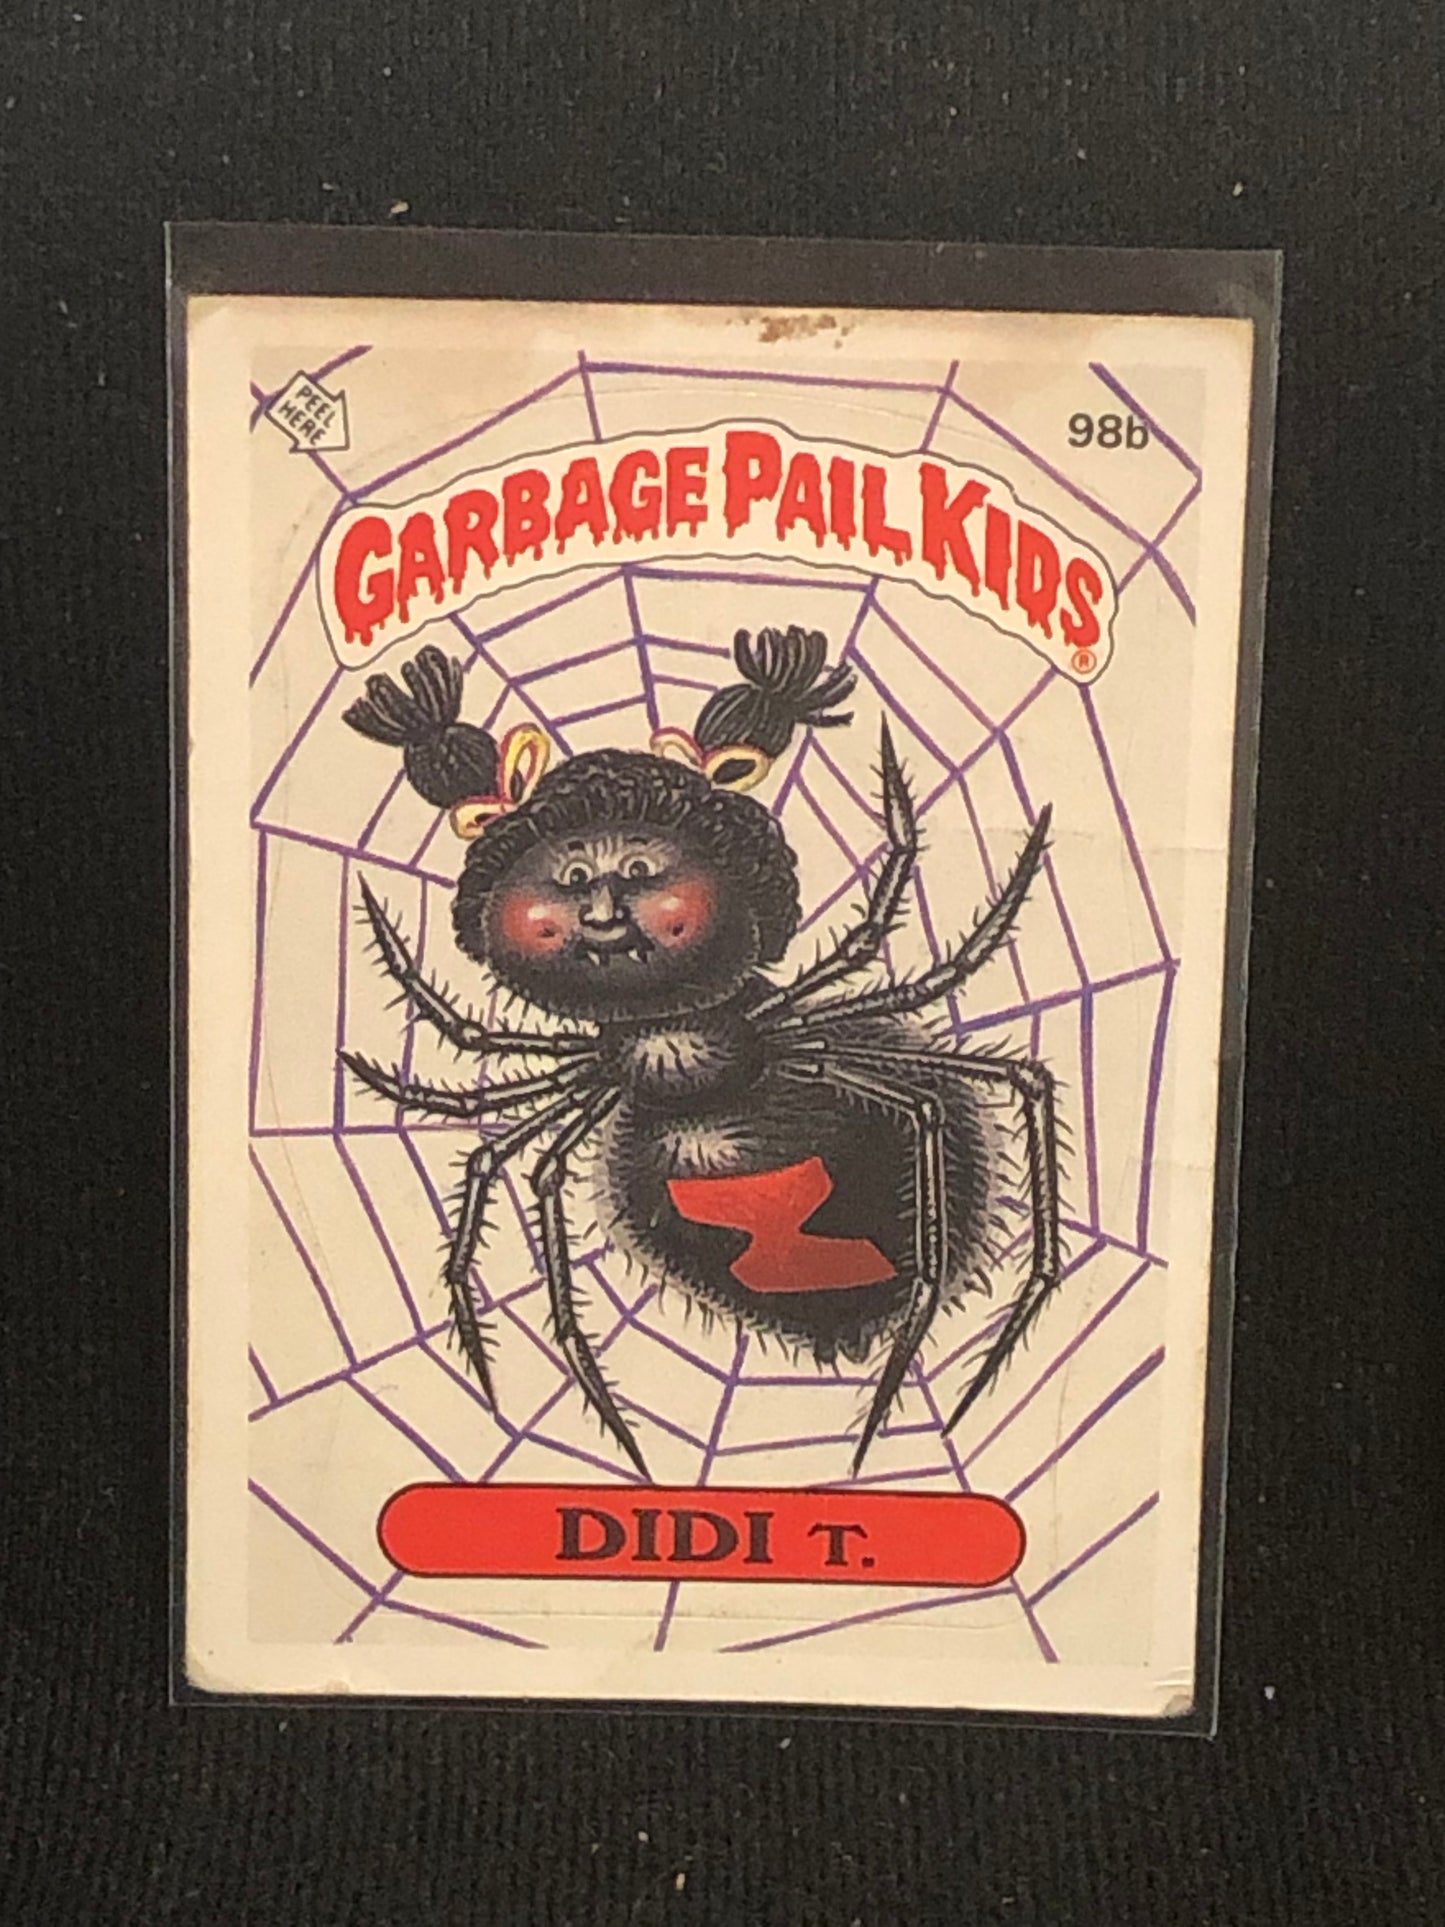 PEEL
HERE
98b
GARBAGE PAIL KIDS
®
DIDI T.